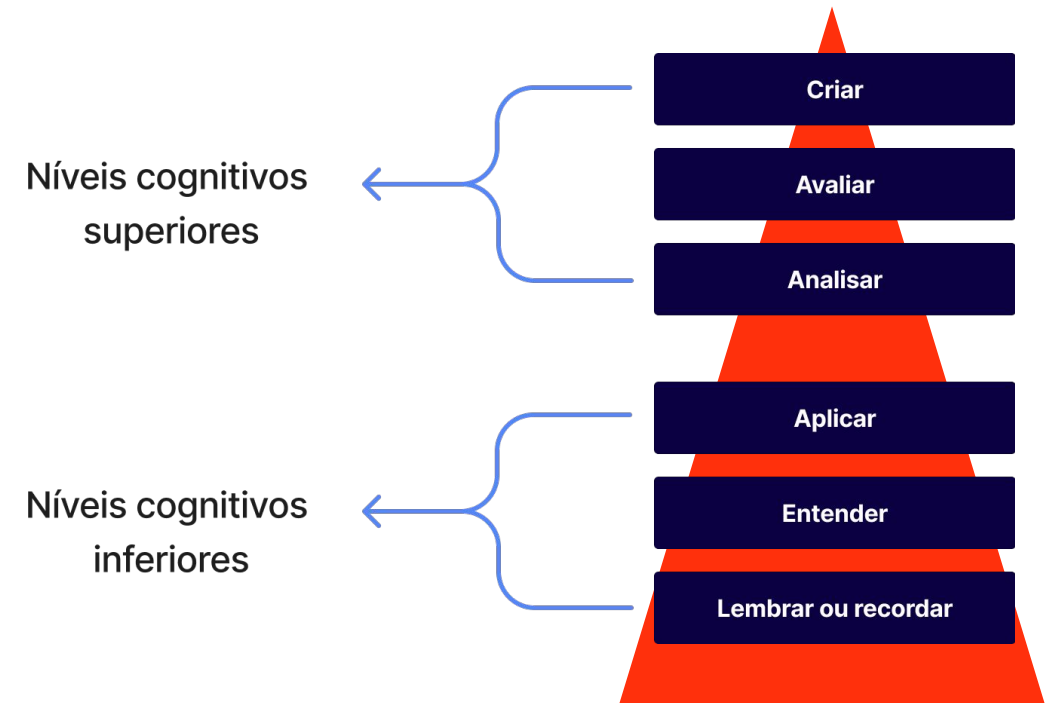 Criar
Avaliar
Níveis cognitivos
superiores
Analisar
Aplicar
Níveis cognitivos
inferiores
Entender
Lembrar ou recordar